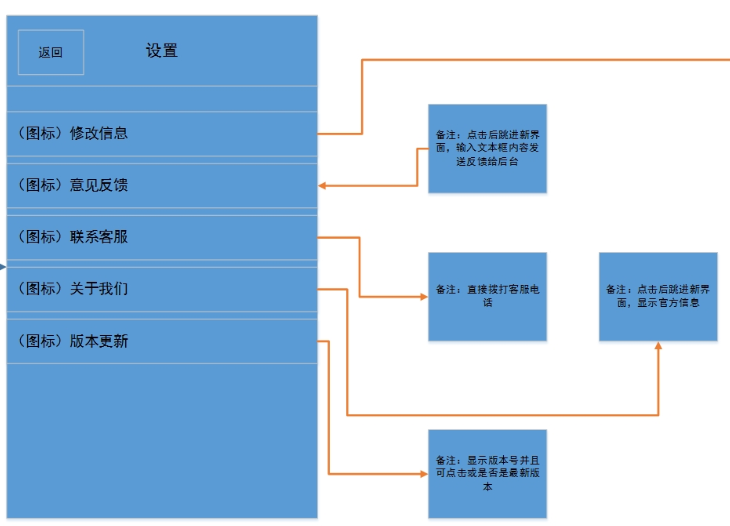 返回
设置
（图标）修改信息
（图标）意见反馈
（图标）联系客服
（图标）关于我们
（图标）版本更新
备注：点击后跳进新界
面，输入文本框内容发
送反馈给后台
备注：直接拨打客服电
话
备注：点击后跳进新界
面，显示官方信息
备注：显示版本号并且
可点击或是否是最新版
本